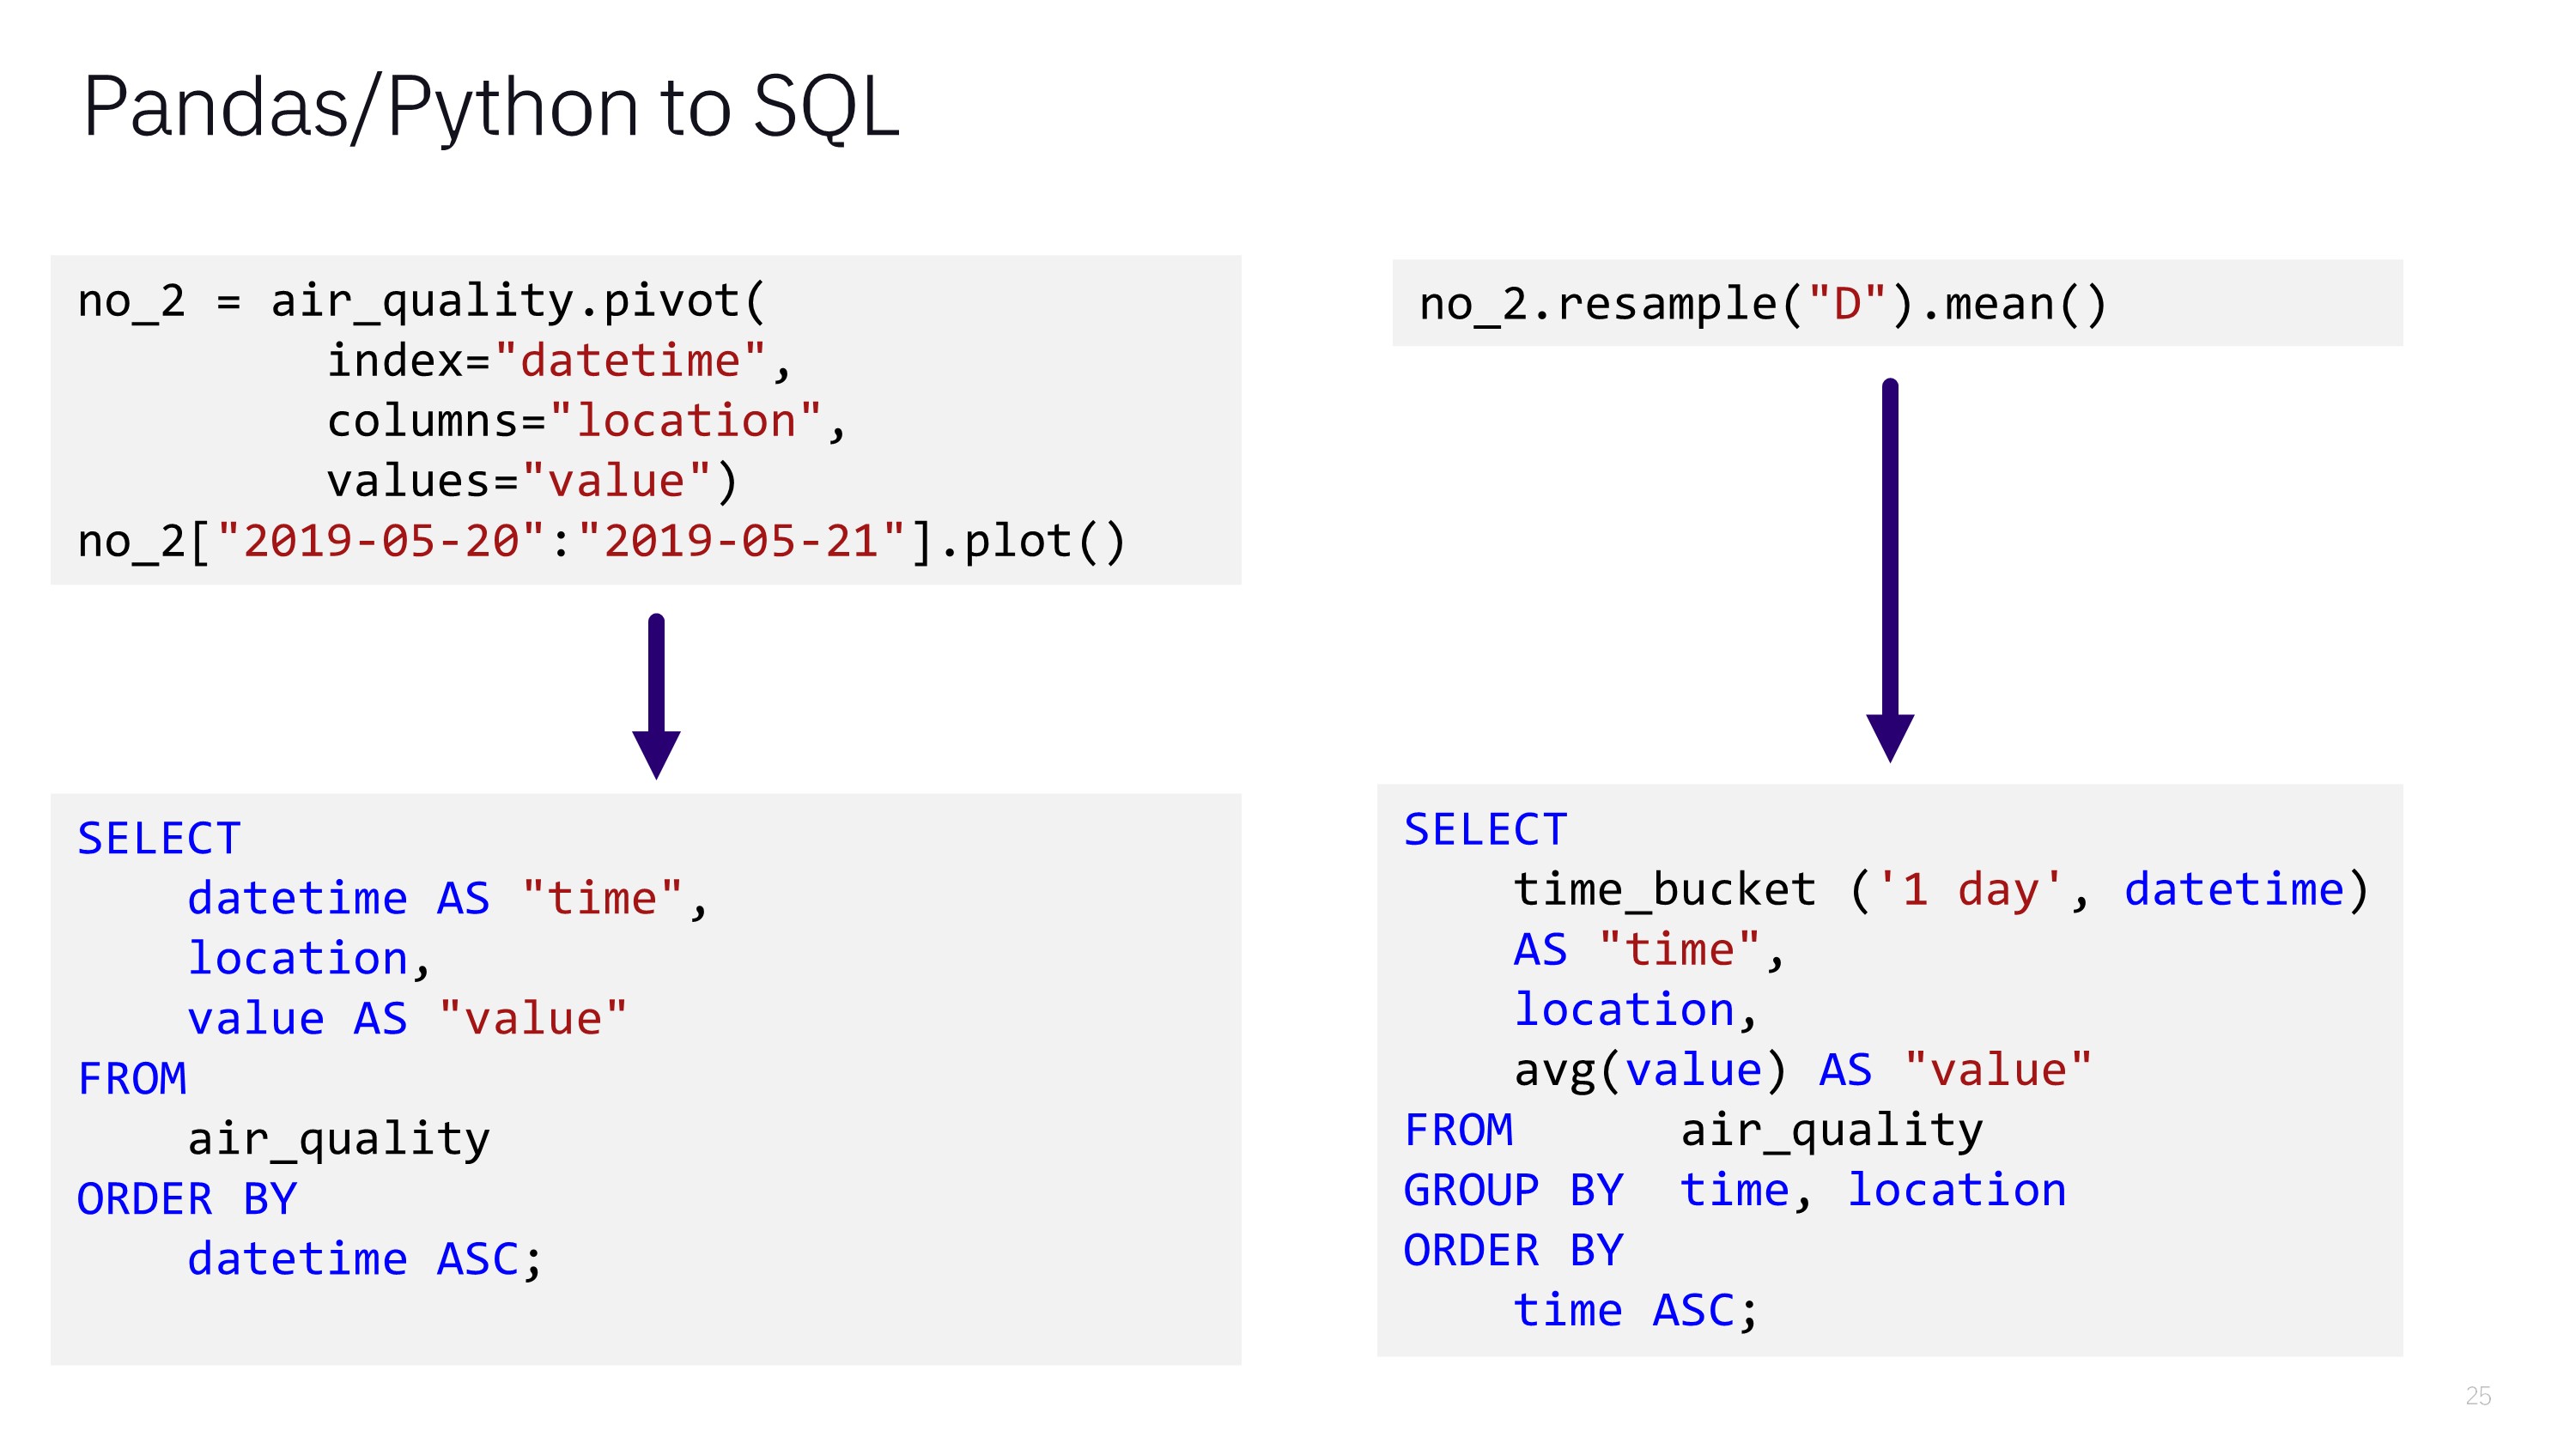 Pandas/Python to SQL
no_2 = air_quality.pivot(
index="datetime",
columns="location",
values="value")
no_2["2019-05-20":"2019-05-21"].plot()
SELECT
datetime AS "time",
location,
value AS "value"
FROM
air_quality
ORDER BY
datetime ASC;
no_2.resample("D").mean()
SELECT
time_bucket ('1 day', datetime)
AS "time",
location,
avg(value) AS "value"
FROM air_quality
GROUP BY time, location
ORDER BY
time ASC;
25